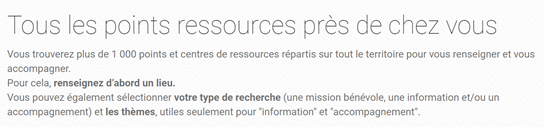 Tous les points ressources près de chez vous
Vous trouverez plus de 1 000 points et centres de ressources répartis sur tout le territoire pour vous renseigner et vous
accompagner.
Pour cela, renseignez d'abord un lieu.
Vous pouvez également sélectionner votre type de recherche (une mission bénévole, une information et/ou un
accompagnement) et les thèmes, utiles seulement pour "information" et "accompagnement".